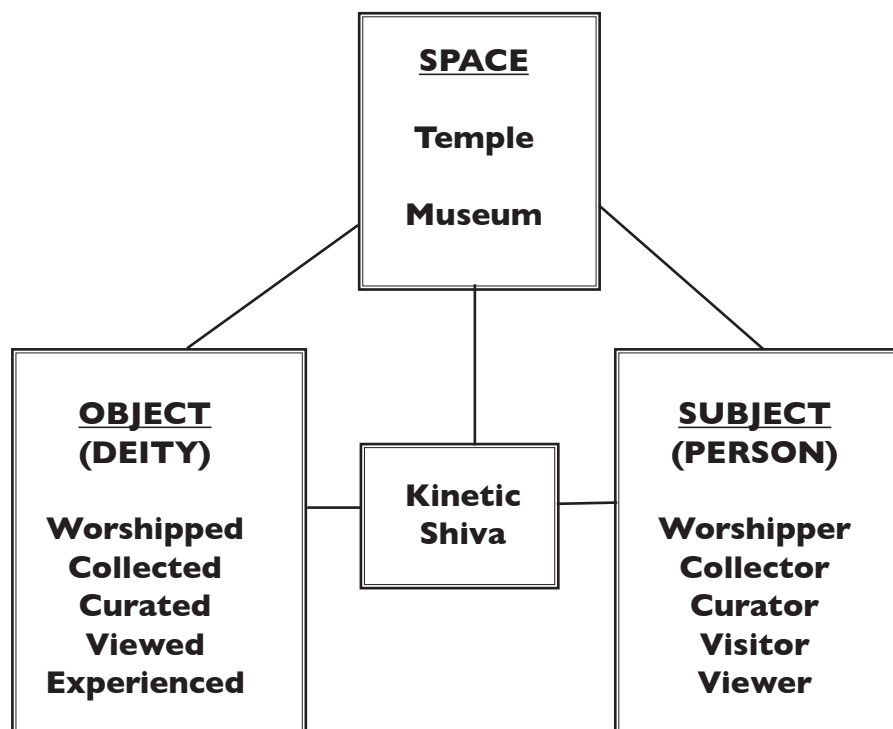 SPACE
Temple
Museum
OBJECT
(DEITY)
Worshipped
Collected
Curated
Viewed
Experienced
Kinetic
Shiva
SUBJECT
(PERSON)
Worshipper
Collector
Curator
Visitor
Viewer